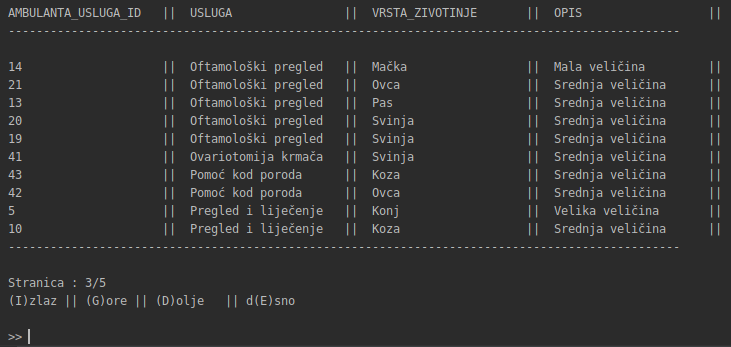 AMBULANTA_USLUGA_ID || USLUGA || VRSTA_ZIVOTINJE || OPIS ||
------------------------------------------------------------------------------------------------
14 || Oftamološki pregled || Mačka || Mala veličina ||
21 || Oftamološki pregled || Ovca || Srednja veličina ||
13 || Oftamološki pregled || Pas || Srednja veličina ||
20 || Oftamološki pregled || Svinja || Srednja veličina ||
19 || Oftamološki pregled || Svinja || Srednja veličina ||
41 || Ovariotomija krmača || Svinja || Srednja veličina ||
43 || Pomoć kod poroda || Koza || Srednja veličina ||
42 || Pomoć kod poroda || Ovca || Srednja veličina ||
5 || Pregled i liječenje || Konj || Velika veličina ||
10 || Pregled i liječenje || Koza || Srednja veličina ||
------------------------------------------------------------------------------------------------
Stranica : 3/5
(I)zlaz || (G)ore || (D)olje || d(E)sno
>>